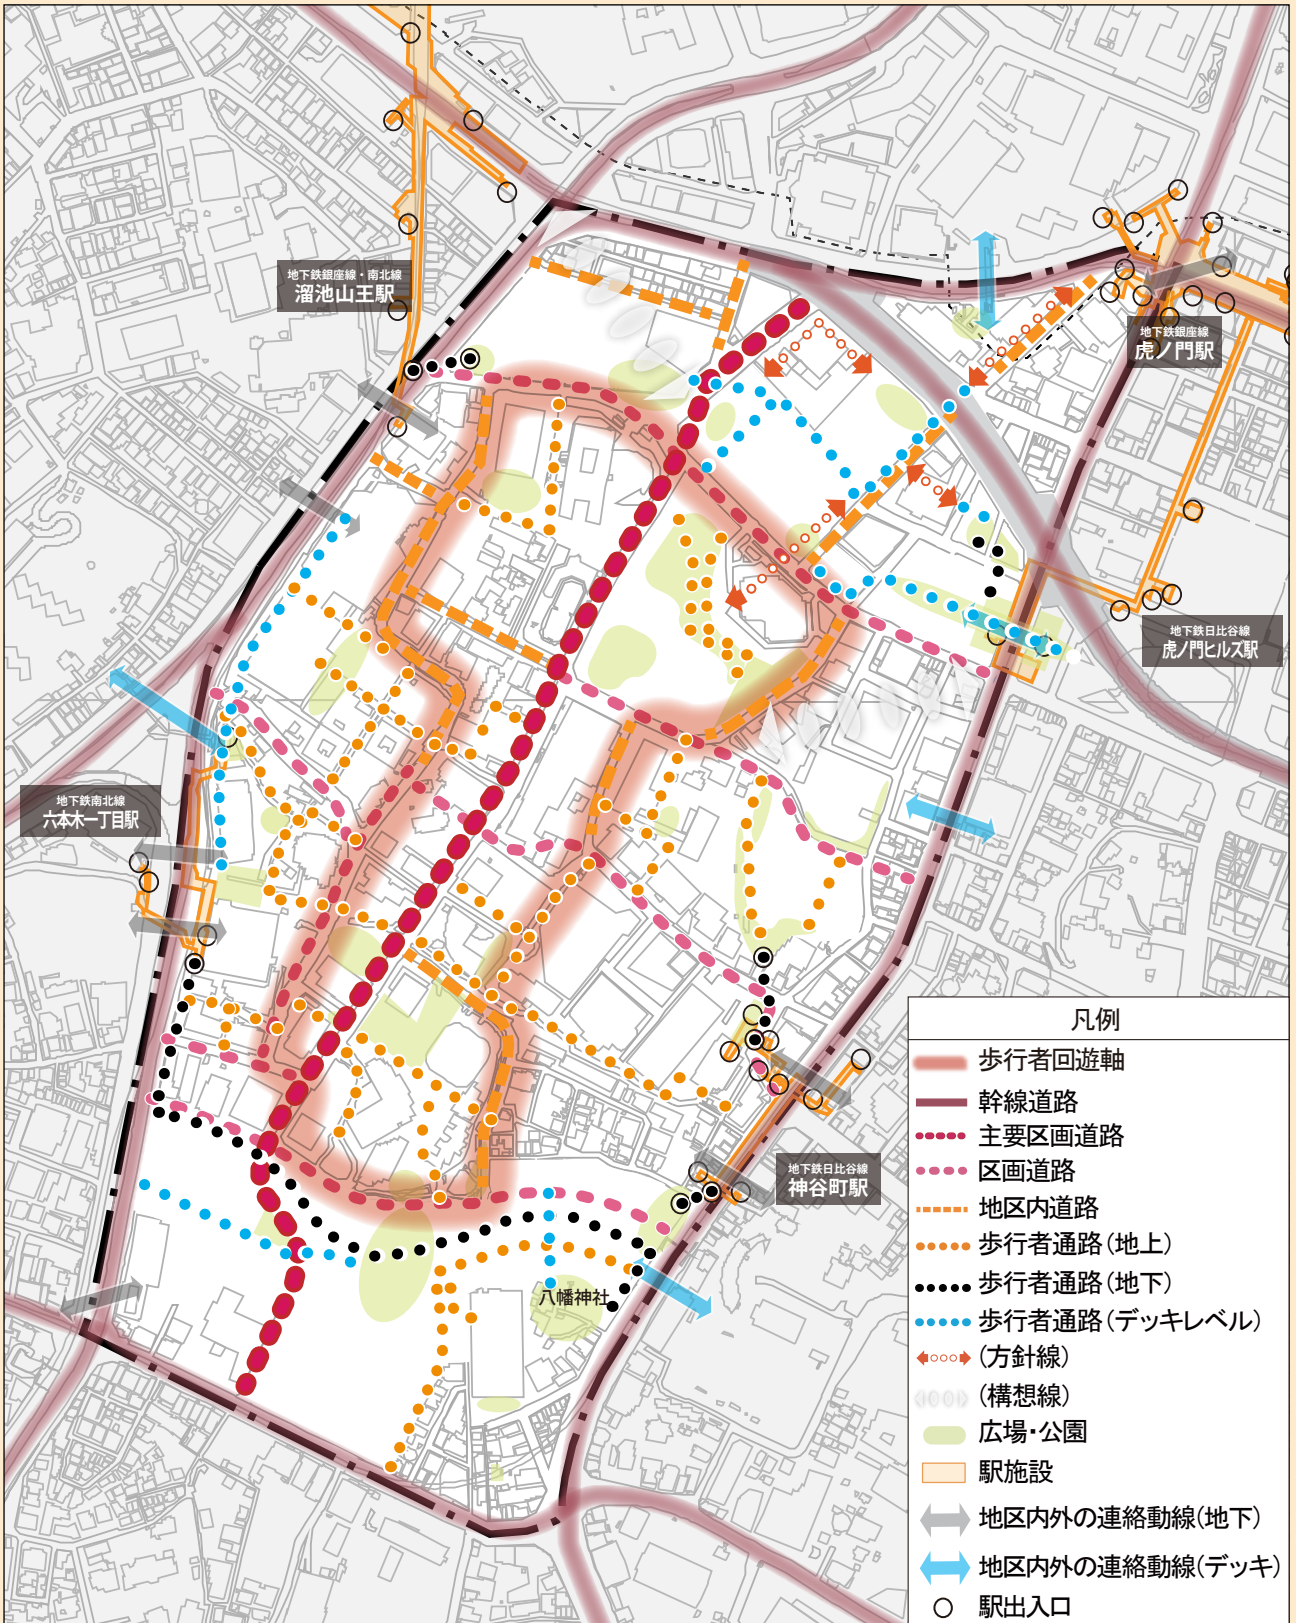 地下鉄銀座線・南北線
溜池山王駅
地下鉄銀座線
虎ノ門駅
地下鉄日比谷線
虎ノ門ヒルズ駅
地下鉄南北線
六本木一丁目駅
地下鉄日比谷線
神谷町駅
八幡神社
凡例
歩行者回遊軸
幹線道路
主要区画道路
区画道路
地区内道路
歩行者通路(地上)
歩行者通路(地下)
歩行者通路(デッキレベル)
(方針線)
(構想線)
広場・公園
駅施設
地区内外の連絡動線(地下)
地区内外の連絡動線(デッキ)
駅出入口